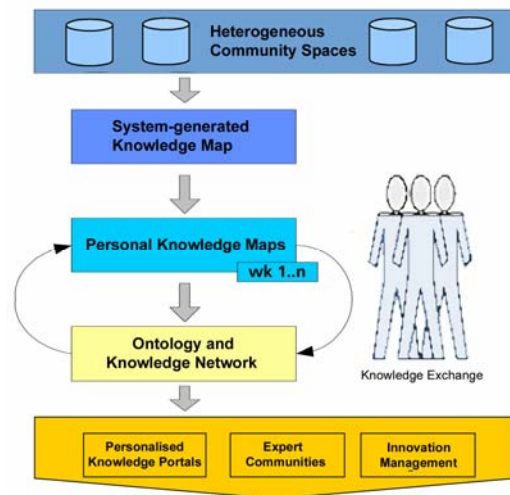 Heterogeneous
Community Spaces
System-generated
Knowledge Map
Personal Knowledge Maps
wk 1..n
Ontology and
Knowledge Network
Knowledge Exchange
Personalised
Knowledge Portals
Expert
Communities
Innovation
Management